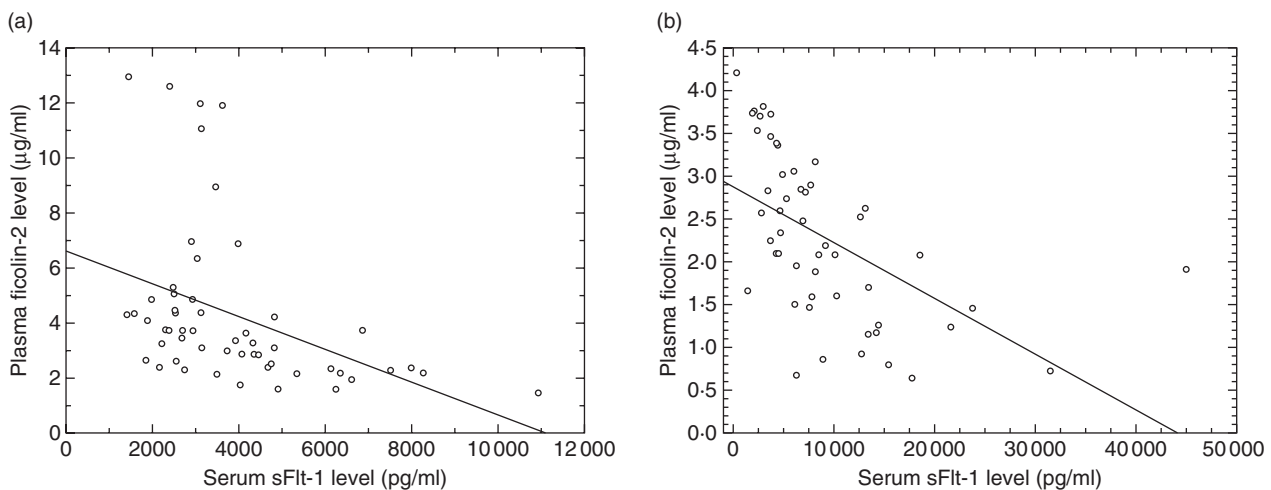 (a)
14
12
10
8
6
4
2
0
Plasma ficolin-2 level (μg/ml)
0 2000 4000 6000 8000 10 000 12 000
Serum sFlt-1 level (pg/ml)
(b)
4·5
4·0
3·5
3·0
2·5
2·0
1·5
1·0
0·5
0·0
Plasma ficolin-2 level (μg/ml)
0 10 000 20 000 30 000 40 000 50 000
Serum sFlt-1 level (pg/ml)